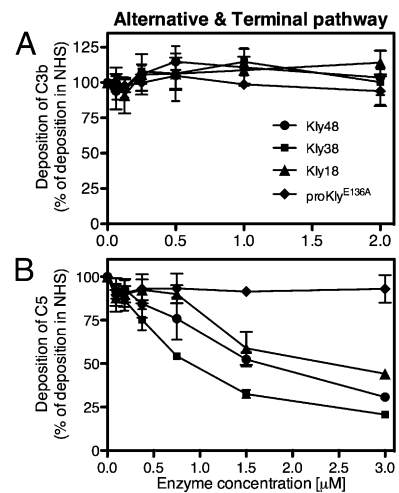 Alternative & Terminal pathway
A
Deposition of C3b
(% of deposition in NHS)
125
100
75
50
25
0
0.0
0.5
1.0
1.5
2.0
Kly48
Kly38
Kly18
proKly^E136A
B
Deposition of C5
(% of deposition in NHS)
100
75
50
25
0
0.0
0.5
1.0
1.5
2.0
2.5
3.0
Enzyme concentration [µM]